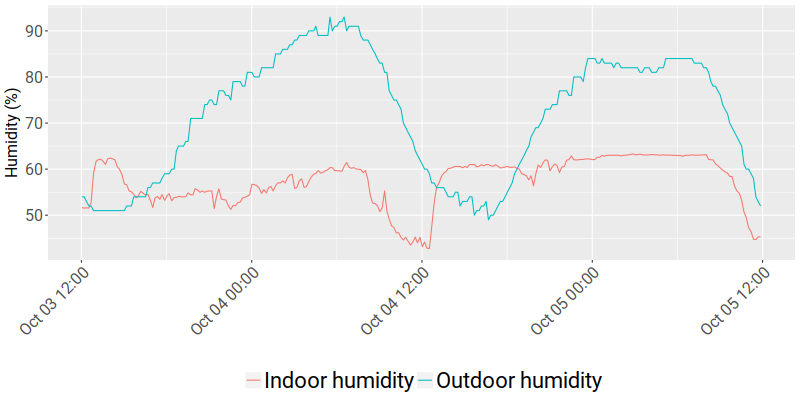 Humidity (%)
90
80
70
60
50
Oct 03 12:00
Oct 04 00:00
Oct 04 12:00
Oct 05 00:00
Oct 05 12:00
Indoor humidity Outdoor humidity